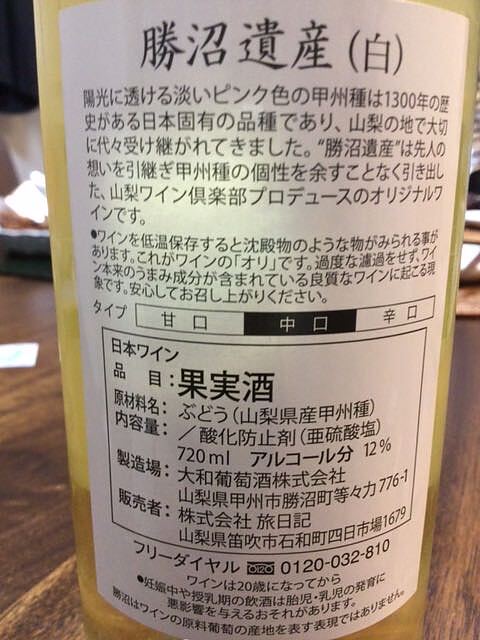 勝沼遺産(白)
陽光に透ける淡いピンク色の甲州種は1300年の歴
史がある日本固有の品種であり、山梨の地で大切
に代々受け継がれてきました。“勝沼遺産”は先人の
想いを引継ぎ甲州種の個性を余すことなく引き出し
た、山梨ワイン倶楽部プロデュースのオリジナルワ
インです。
●ワインを低温保存すると沈殿物のような物がみられる事が
あります。これがワインの「オリ」です。過度な濾過をせず、ワイ
ン本来のうまみ成分が含まれている良質なワインに起こる現
象です。安心してお召し上がりください。
タイプ 甘口 中口 辛口
日本ワイン
品 目:果実酒
原材料名:ぶどう(山梨県産甲州種)
内容量:／酸化防止剤(亜硫酸塩)
720ml アルコール分 12%
製造場:大和葡萄酒株式会社
山梨県甲州市勝沼町等々力776-1
販売者:株式会社 旅日記
山梨県笛吹市石和町四日市場1679
フリーダイヤル 0120-032-810
ワインは20歳になってから
●妊娠中や授乳期の飲酒は胎児・乳児の発育に
悪影響を与えるおそれがあります。
勝沼はワインの原料葡萄の産地を表す表現ではありません。